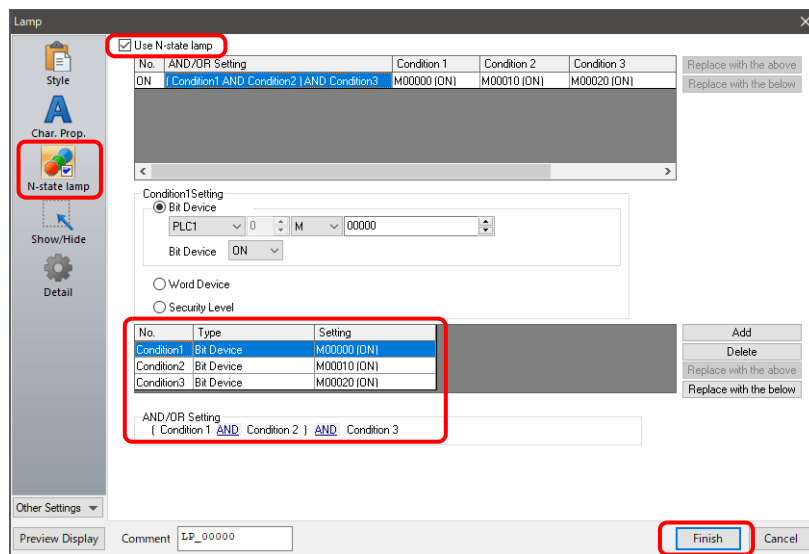 Lamp
Style
Char. Prop.
N-state lamp
Show/Hide
Detail
Other Settings
Preview Display
Use N-state lamp
No. AND/OR Setting Condition 1 Condition 2 Condition 3
ON ( Condition1 AND Condition2 ) AND Condition3 M00000 (ON) M00010 (ON) M00020 (ON)
Replace with the above
Replace with the below
Condition1Setting
Bit Device
PLC1 0 M 00000
Bit Device ON
Word Device
Security Level
No. Type Setting
Condition1 Bit Device M00000 (ON)
Condition2 Bit Device M00010 (ON)
Condition3 Bit Device M00020 (ON)
Add
Delete
Replace with the above
Replace with the below
AND/OR Setting
( Condition 1 AND Condition 2 ) AND Condition 3
Comment LP_00000
Finish Cancel